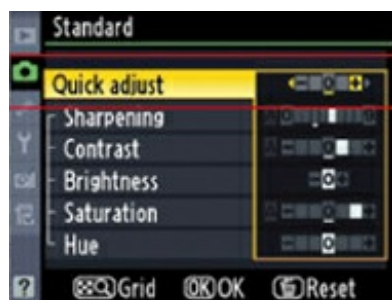 Standard
Quick adjust
Sharpening
Contrast
Brightness
Saturation
Hue
? Grid OK OK Reset